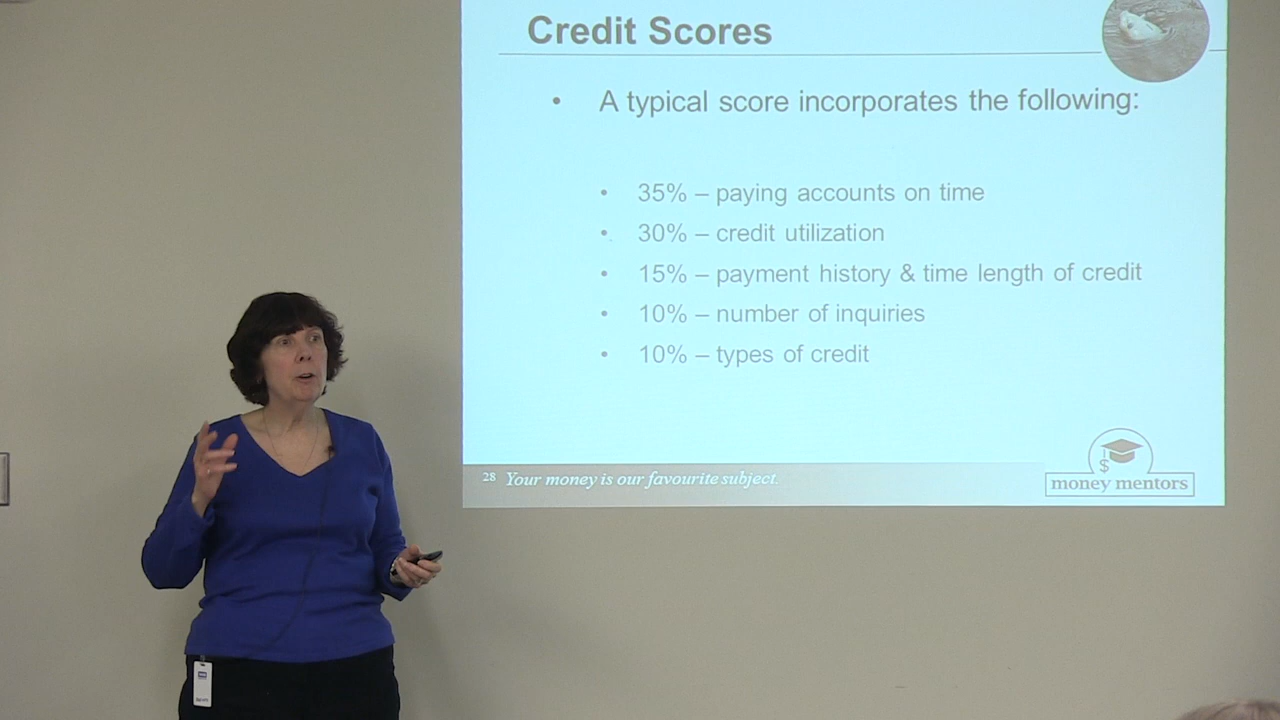 Credit Scores
• A typical score incorporates the following:
• 35% – paying accounts on time
• 30% – credit utilization
• 15% – payment history & time length of credit
• 10% – number of inquiries
• 10% – types of credit
28 Your money is our favourite subject.
$
money mentors